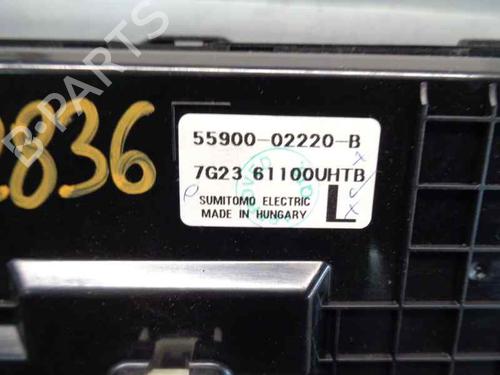 2836
55900-02220-B
7G23 61100UHTB
SUMITOMO ELECTRIC
MADE IN HUNGARY
L